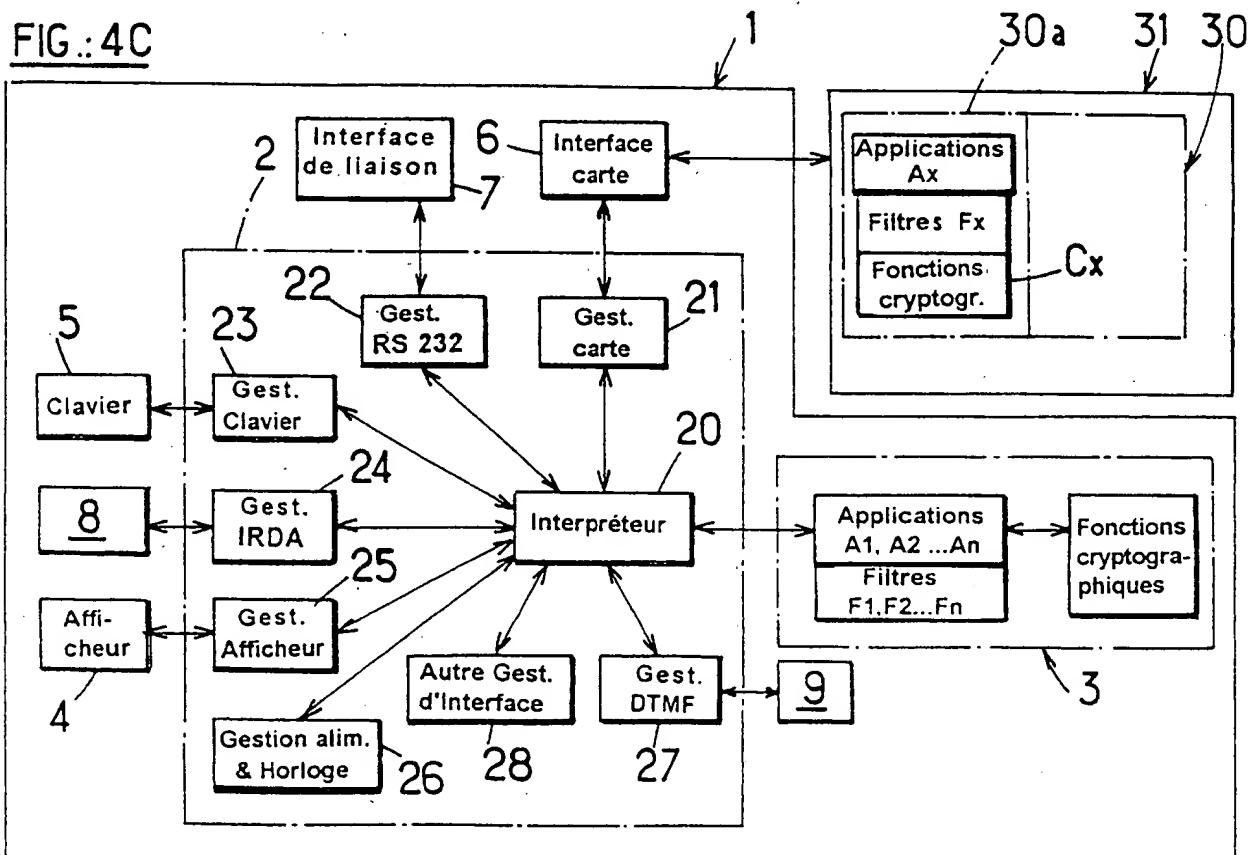 FIG.: 4C
1
30a
31
30
2
Interface
de liaison
7
6
Interface
carte
Applications
Ax
Filtres Fx
Fonctions
cryptogr.
Cx
22
Gest.
RS 232
21
Gest.
carte
5
Clavier
23
Gest.
Clavier
20
Interpréteur
8
24
Gest.
IRDA
Applications
A1, A2 ...An
Filtres
F1,F2...Fn
Fonctions
cryptogra-
phiques
3
25
Gest.
Afficheur
Affi-
cheur
4
Autre Gest.
d'Interface
28
Gest.
DTMF
27
9
Gestion alim.
& Horloge
26